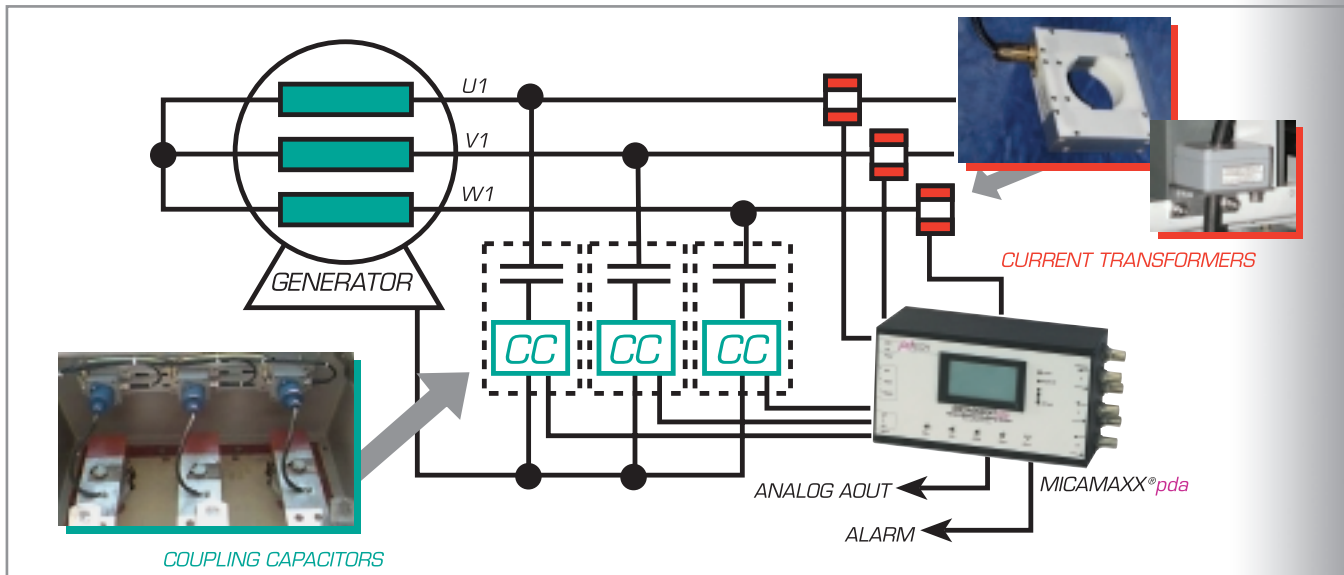 U1
V1
W1
GENERATOR
CURRENT TRANSFORMERS
CC CC CC
ANALOG AOUT
MICAMAXX®pda
ALARM
COUPLING CAPACITORS